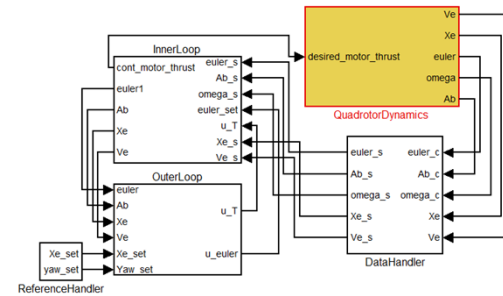 InnerLoop
cont_motor_thrust
euler1
Ab
Xe
Ve
euler_s
Ab_s
omega_s
euler_set
u_T
Xe_s
Ve_s
desired_motor_thrust
Ve
Xe
euler
omega
Ab
QuadrotorDynamics
OuterLoop
euler
Ab
Xe
Ve
Xe_set
Yaw_set
u_T
u_euler
Xe_set
yaw_set
ReferenceHandler
euler_s
Ab_s
omega_s
Xe_s
Ve_s
euler_c
Ab_c
omega_c
Xe
Ve
DataHandler